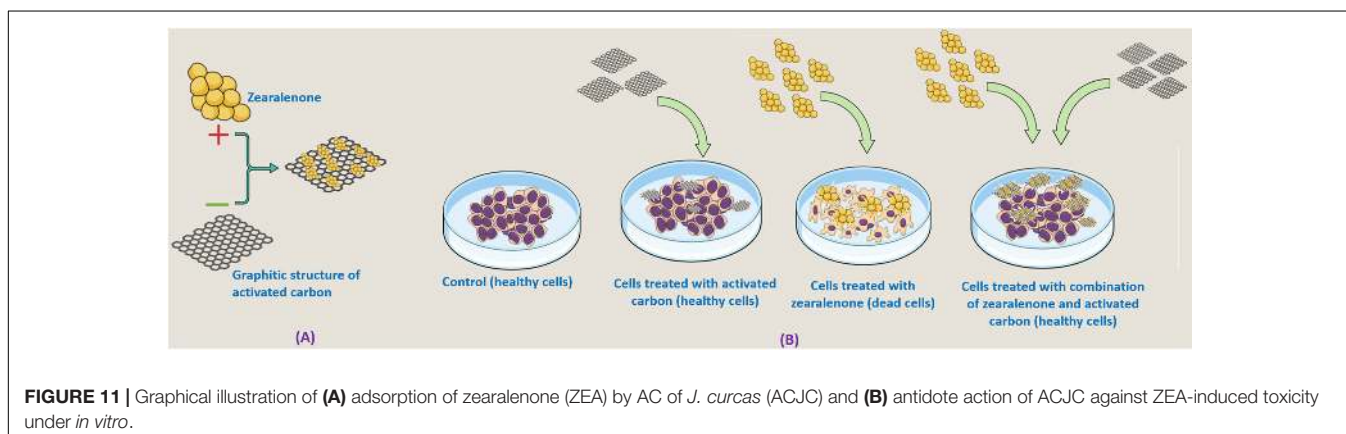 Zearalenone
+
−
Graphitic structure of
activated carbon
(A)
Control (healthy cells)
Cells treated with activated
carbon (healthy cells)
Cells treated with
zearalenone (dead cells)
Cells treated with combination
of zearalenone and activated
carbon (healthy cells)
(B)
FIGURE 11 | Graphical illustration of (A) adsorption of zearalenone (ZEA) by AC of J. curcas (ACJC) and (B) antidote action of ACJC against ZEA-induced toxicity
under in vitro.